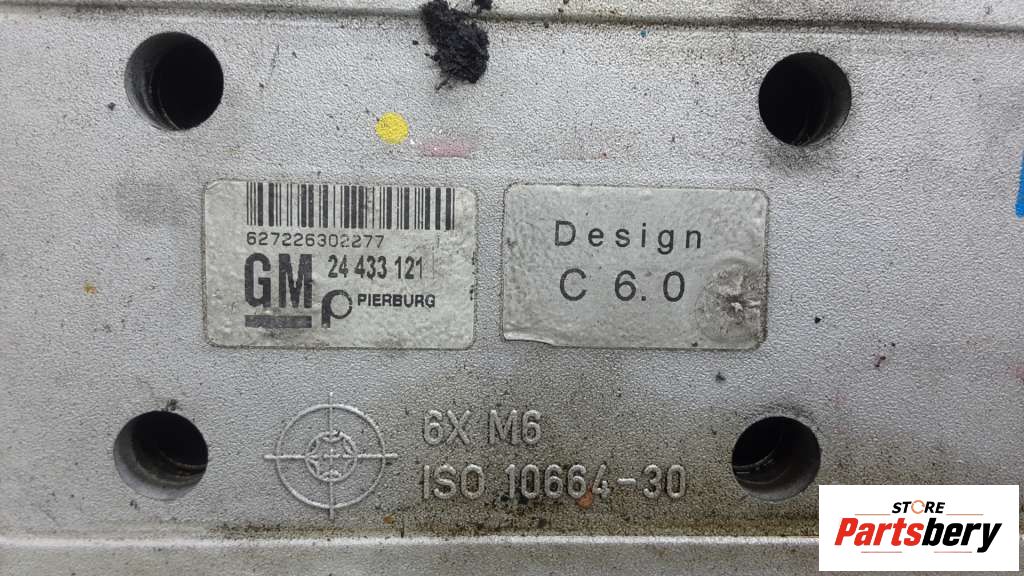 627226302277
GM 24 433 121
PIERBURG
Design
C 6.0
6X M6
ISO 10664-30
STORE
Partsbery